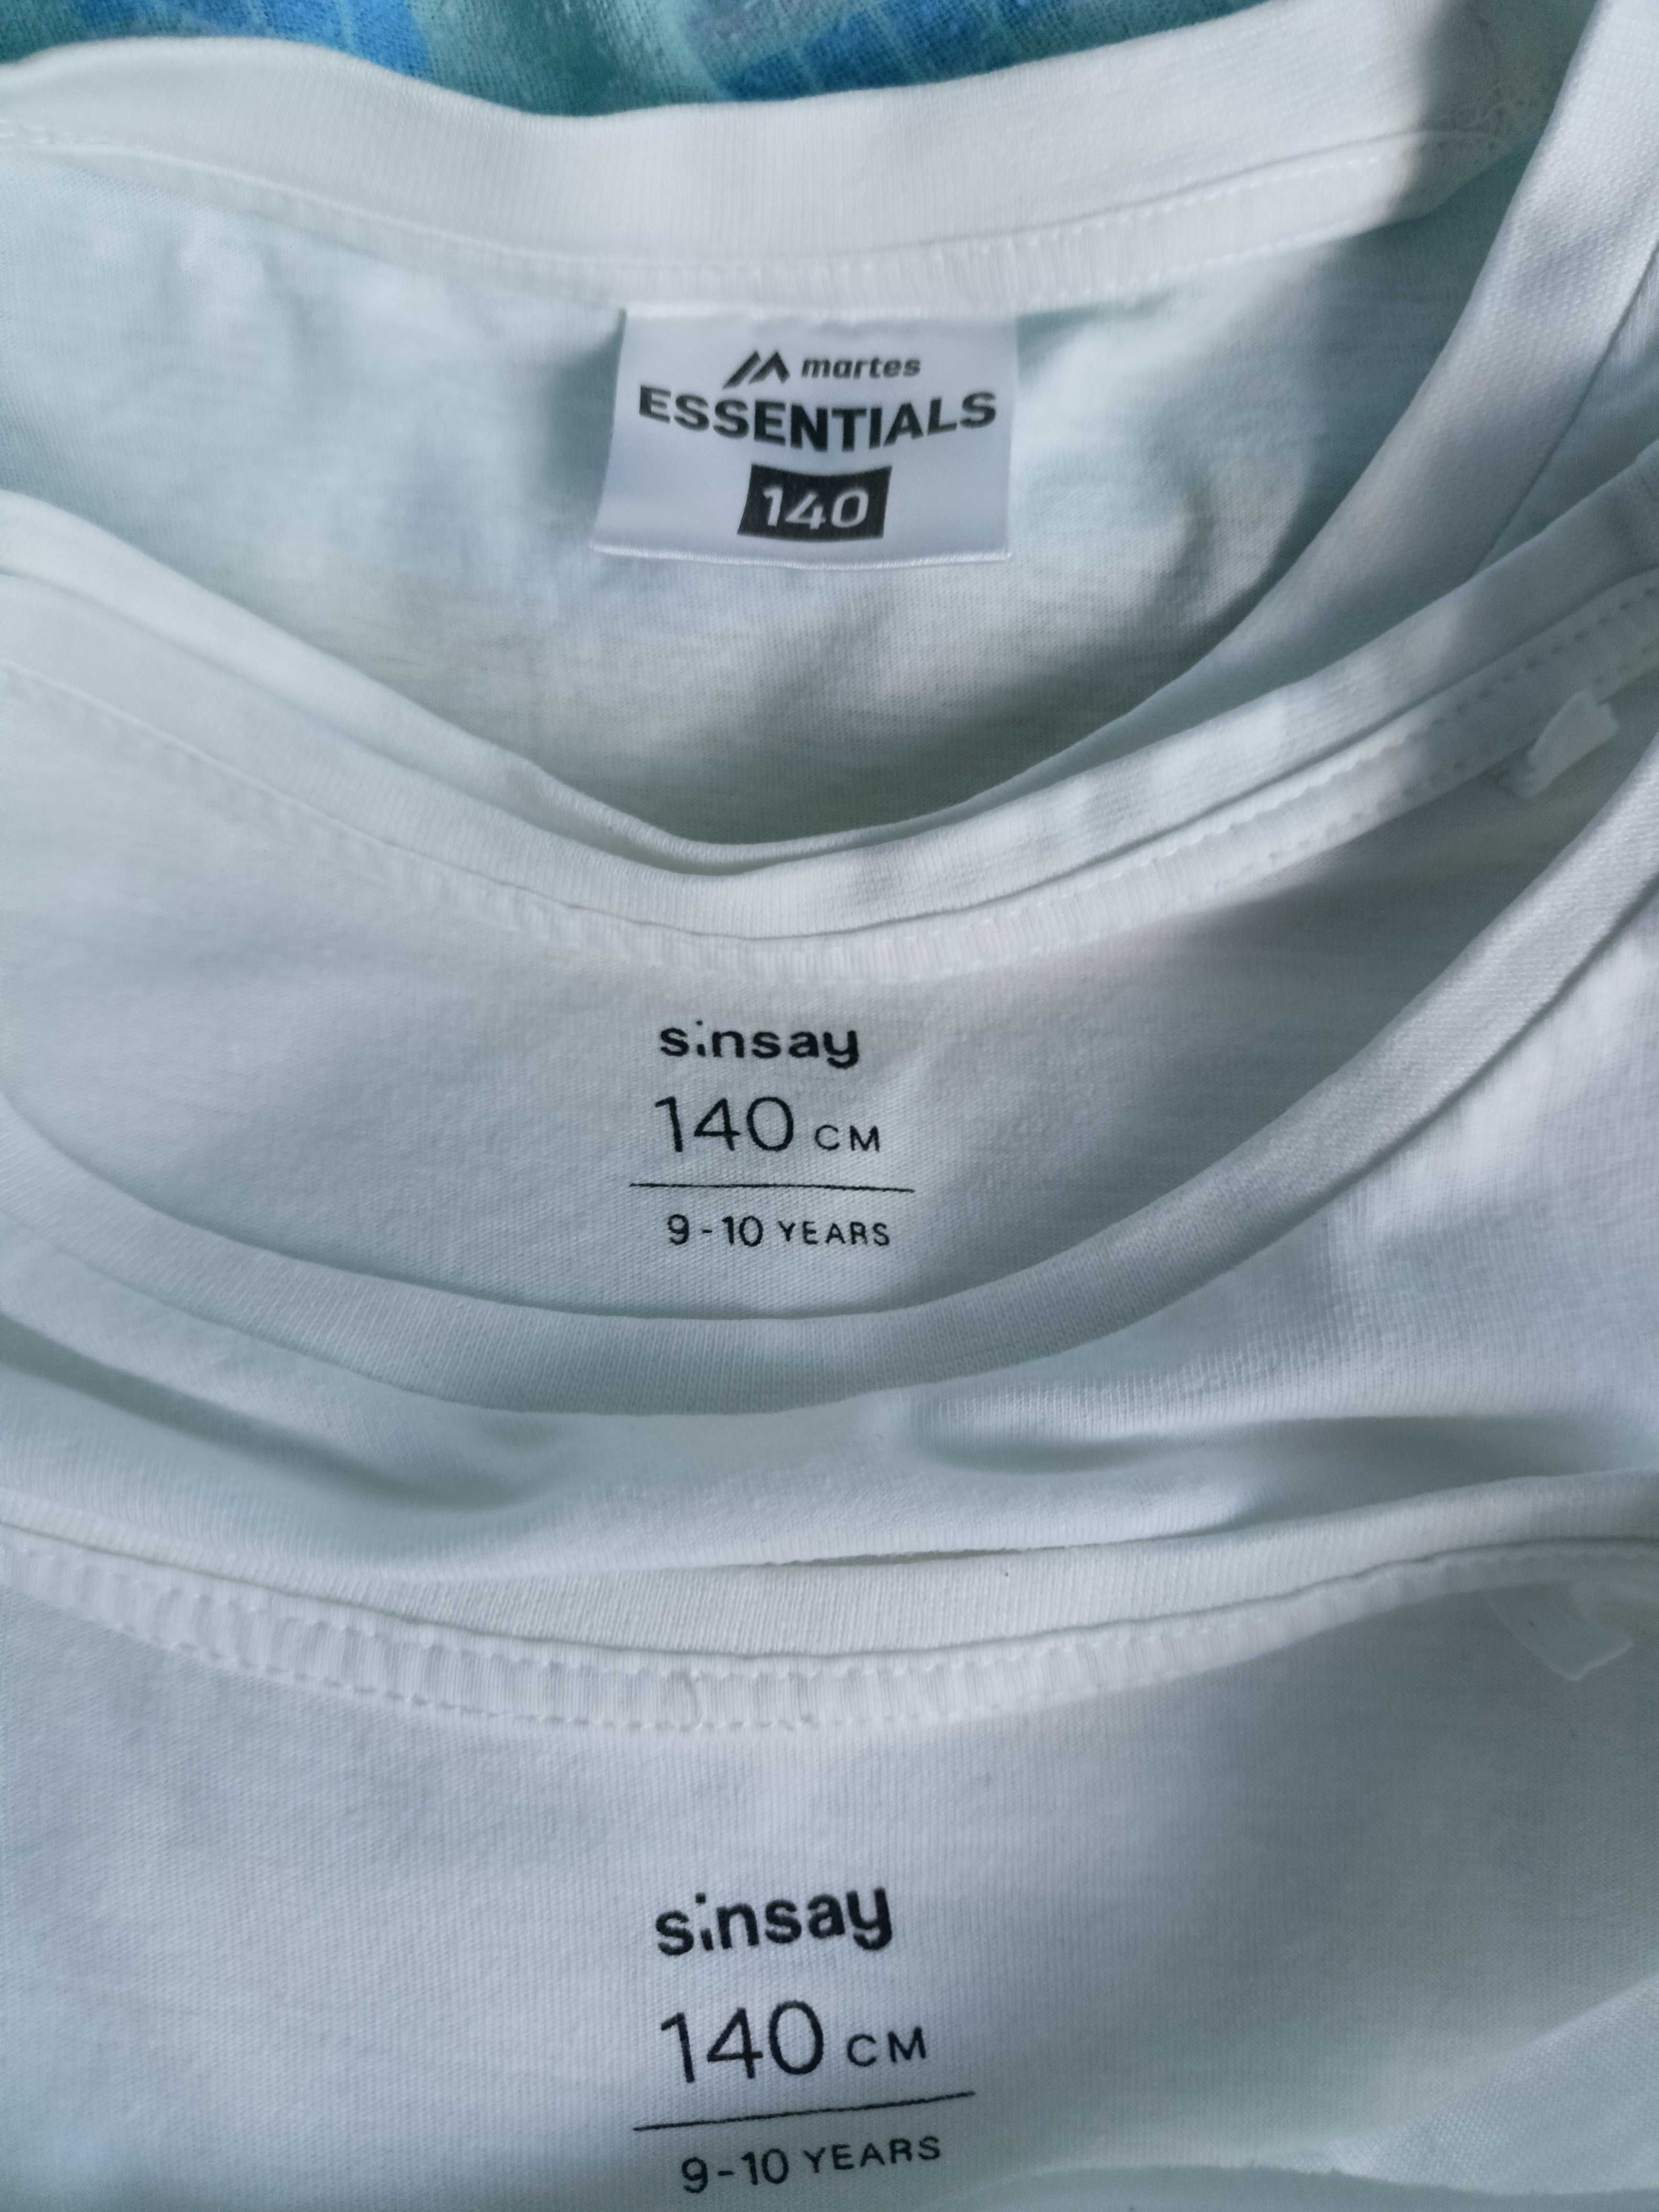 martes
ESSENTIALS
140
sinsay
140 CM
9-10 YEARS
sinsay
140 CM
9-10 YEARS